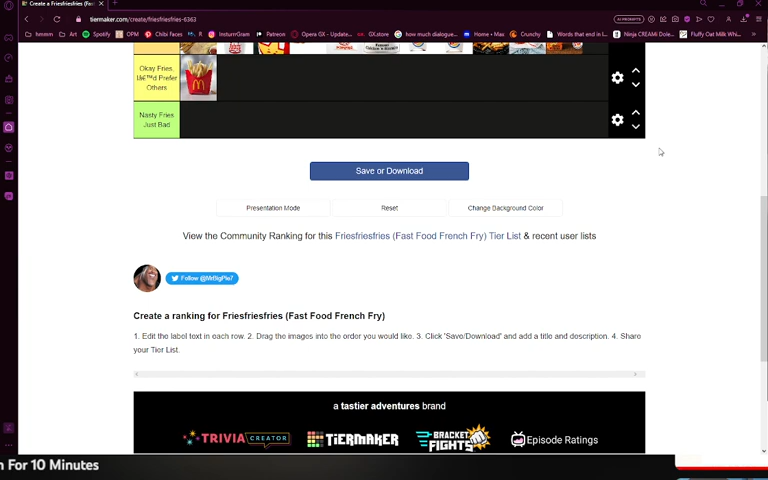 Create a Friesfriesfries (Fast
tiermaker.com/create/friesfriesfries-6363
hmmm
Art
Spotify
OPM
Chibi Faces
R
InsturnGram
Patreon
Opera GX - Update...
GX.store
how much dialogue...
Home • Max
Crunchy
Words that end in I...
Ninja CREAMi Dole...
Fluffy Oat Milk Whi...
Okay Fries,
Iâ€™d Prefer
Others
Nasty Fries
Just Bad
Save or Download
Presentation Mode
Reset
Change Background Color
View the Community Ranking for this Friesfriesfries (Fast Food French Fry) Tier List & recent user lists
Follow @MrBigPie7
Create a ranking for Friesfriesfries (Fast Food French Fry)
1. Edit the label text in each row. 2. Drag the images into the order you would like. 3. Click 'Save/Download' and add a title and description. 4. Share
your Tier List.
a tastier adventures brand
TRIVIA CREATOR
TiERMAKER
BRACKET
FIGHTS
Episode Ratings
n For 10 Minutes